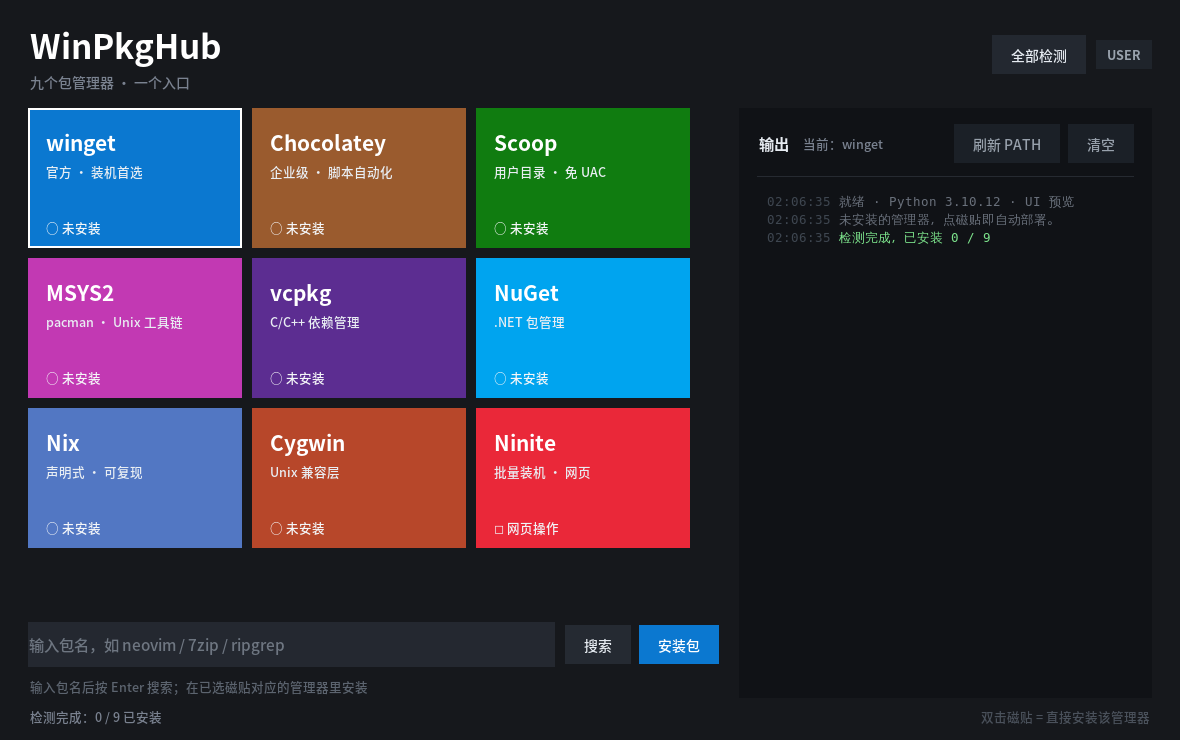 WinPkgHub
九个包管理器 · 一个入口
全部检测
USER
winget
官方 · 装机首选
○ 未安装
Chocolatey
企业级 · 脚本自动化
○ 未安装
Scoop
用户目录 · 免 UAC
○ 未安装
MSYS2
pacman · Unix 工具链
○ 未安装
vcpkg
C/C++ 依赖管理
○ 未安装
NuGet
.NET 包管理
○ 未安装
Nix
声明式 · 可复现
○ 未安装
Cygwin
Unix 兼容层
○ 未安装
Ninite
批量装机 · 网页
□ 网页操作
输出 当前：winget
刷新 PATH
清空
02:06:35 就绪 · Python 3.10.12 · UI 预览
02:06:35 未安装的管理器，点磁贴即自动部署。
02:06:35 检测完成，已安装 0 / 9
输入包名，如 neovim / 7zip / ripgrep
搜索
安装包
输入包名后按 Enter 搜索；在已选磁贴对应的管理器里安装
检测完成：0 / 9 已安装
双击磁贴 = 直接安装该管理器